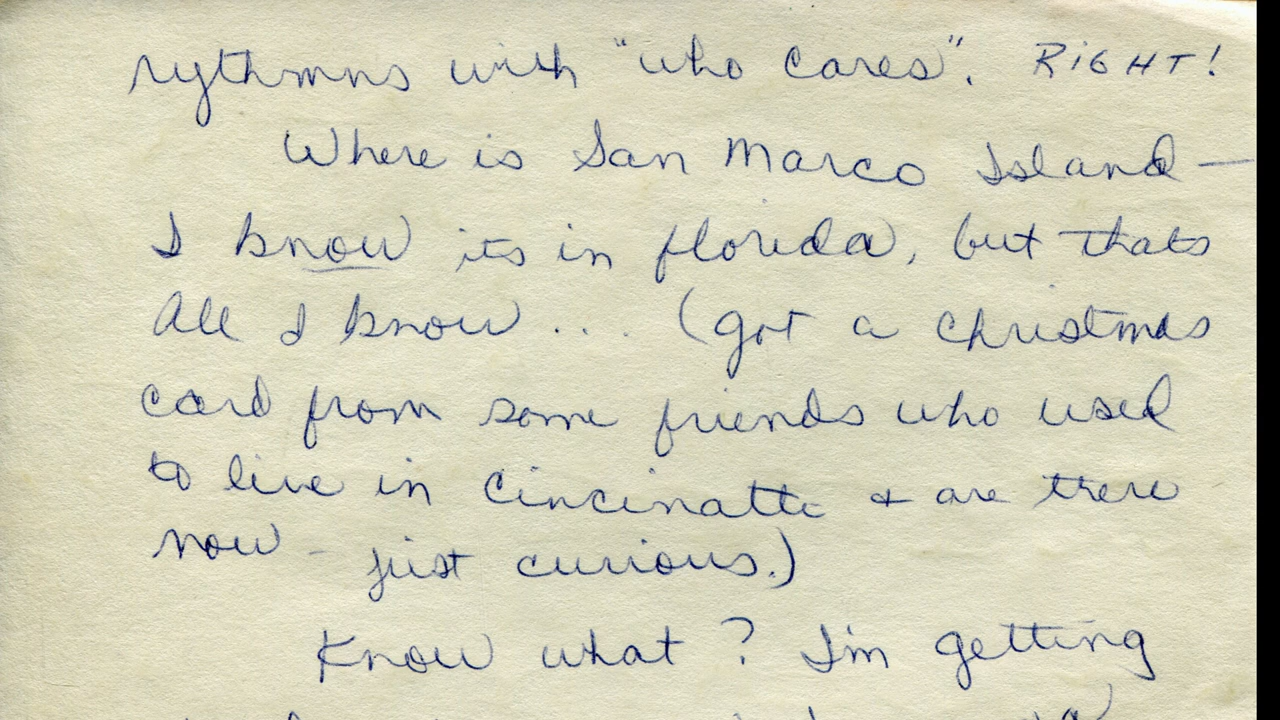 rythmns with "who cares". RIGHT!
Where is San Marco Island —
I know its in florida, but thats
all I know ... (got a christmas
card from some friends who used
to live in Cincinatti & are there
now - just curious.)
Know what? I'm getting